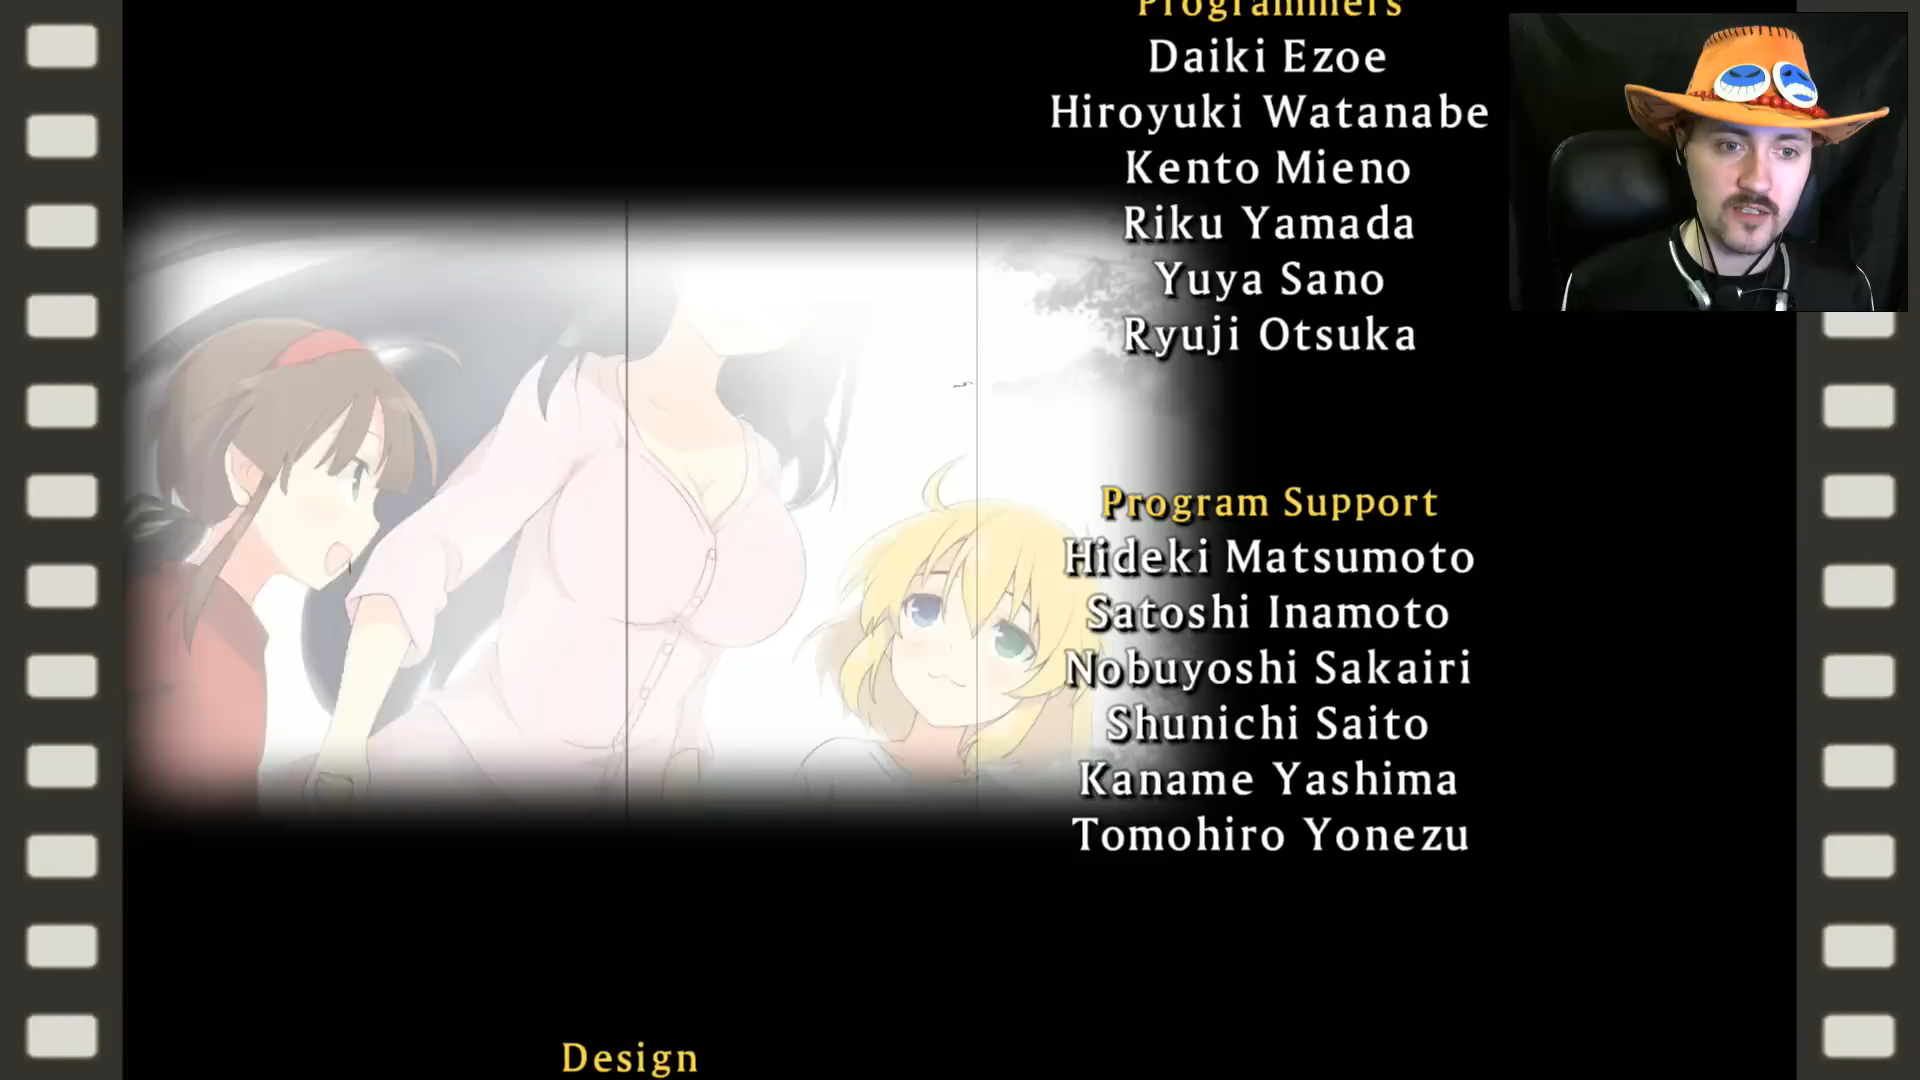 Programmers
Daiki Ezoe
Hiroyuki Watanabe
Kento Mieno
Riku Yamada
Yuya Sano
Ryuji Otsuka
Program Support
Hideki Matsumoto
Satoshi Inamoto
Nobuyoshi Sakairi
Shunichi Saito
Kaname Yashima
Tomohiro Yonezu
Design